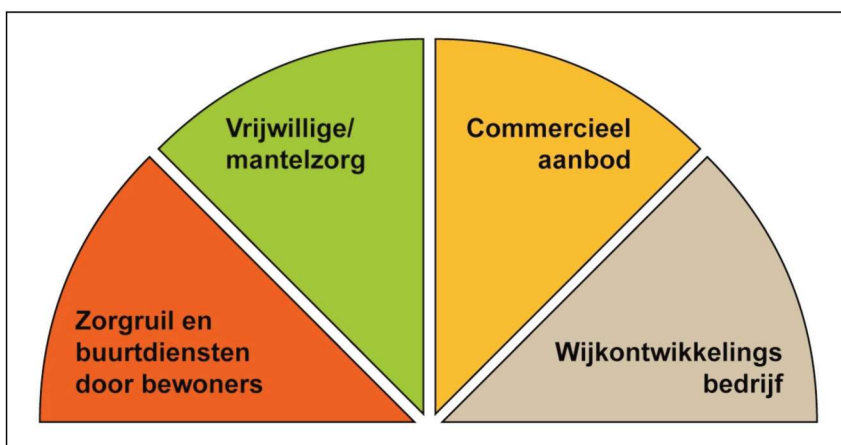 Vrijwillige/
mantelzorg
Commercieel
aanbod
Zorgruil en
buurtdiensten
door bewoners
Wijkontwikkelings
bedrijf